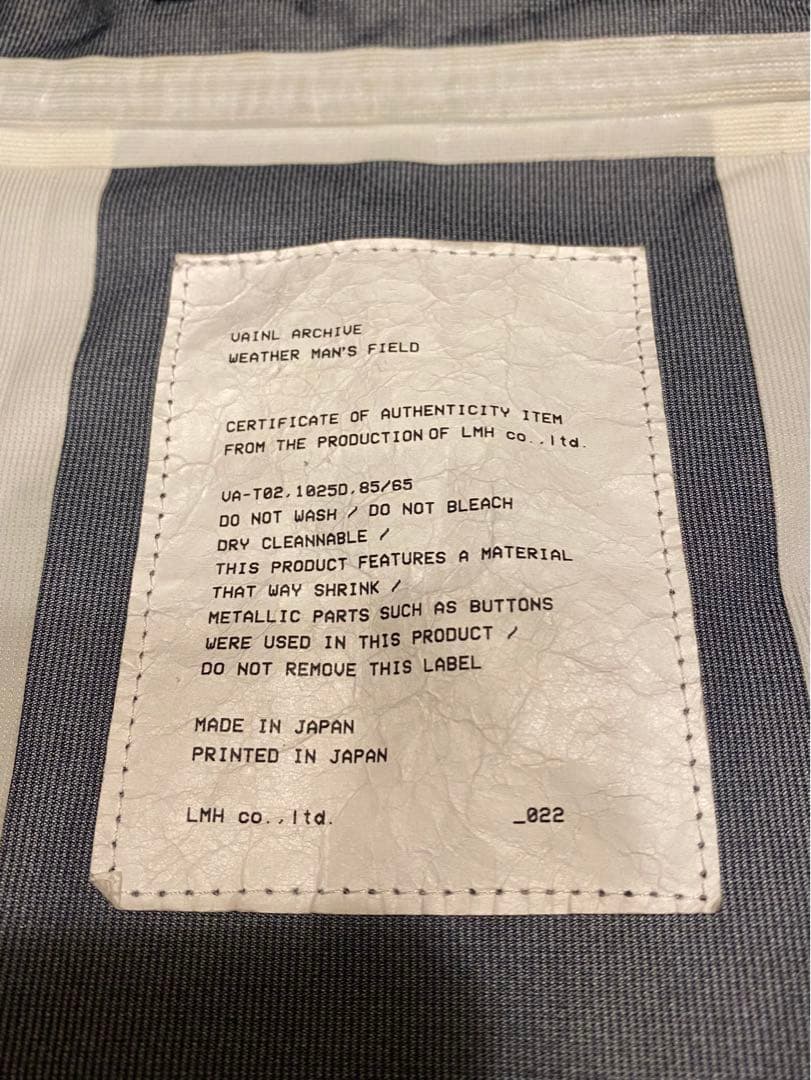 VAINL ARCHIVE
WEATHER MAN'S FIELD
CERTIFICATE OF AUTHENTICITY ITEM
FROM THE PRODUCTION OF LMH co.,ltd.
VA-T02,1025D,85/65
DO NOT WASH / DO NOT BLEACH
DRY CLEANNABLE /
THIS PRODUCT FEATURES A MATERIAL
THAT WAY SHRINK /
METALLIC PARTS SUCH AS BUTTONS
WERE USED IN THIS PRODUCT /
DO NOT REMOVE THIS LABEL
MADE IN JAPAN
PRINTED IN JAPAN
LMH co.,ltd. _022